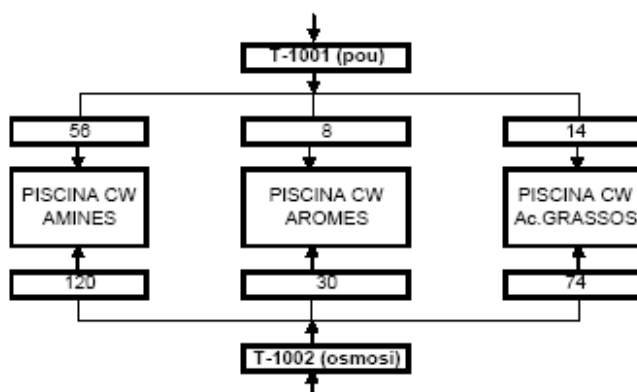 T-1001 (pou)
56 8 14
PISCINA CW AMINES
PISCINA CW AROMES
PISCINA CW Ac.GRASSOS
120 30 74
T-1002 (osmosi)